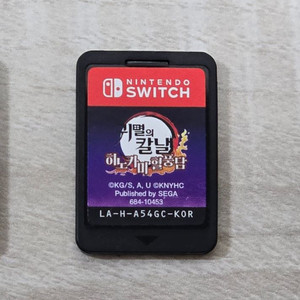 NINTENDO
SWITCH
귀멸의
칼날
히노카미 혈풍담
©KG/S, A, U ©KNYHC
Published by SEGA
664-10453
LA-H-A54GC-KOR